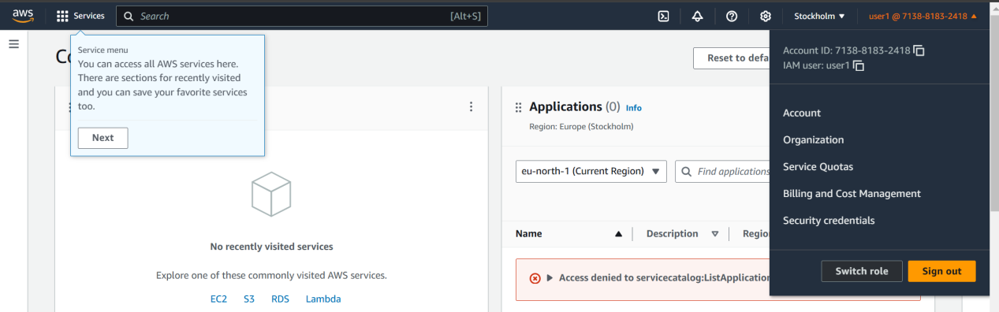 aws
Services
Search [Alt+S]
Stockholm
user1 @ 7138-8183-2418
Service menu
You can access all AWS services here.
There are sections for recently visited
and you can save your favorite services
too.
Next
Reset to defa
Account ID: 7138-8183-2418
IAM user: user1
Account
Organization
Service Quotas
Billing and Cost Management
Security credentials
Switch role
Sign out
Applications (0) Info
Region: Europe (Stockholm)
eu-north-1 (Current Region)
Find applications
Name Description Regio
Access denied to servicecatalog:ListApplication
No recently visited services
Explore one of these commonly visited AWS services.
EC2 S3 RDS Lambda